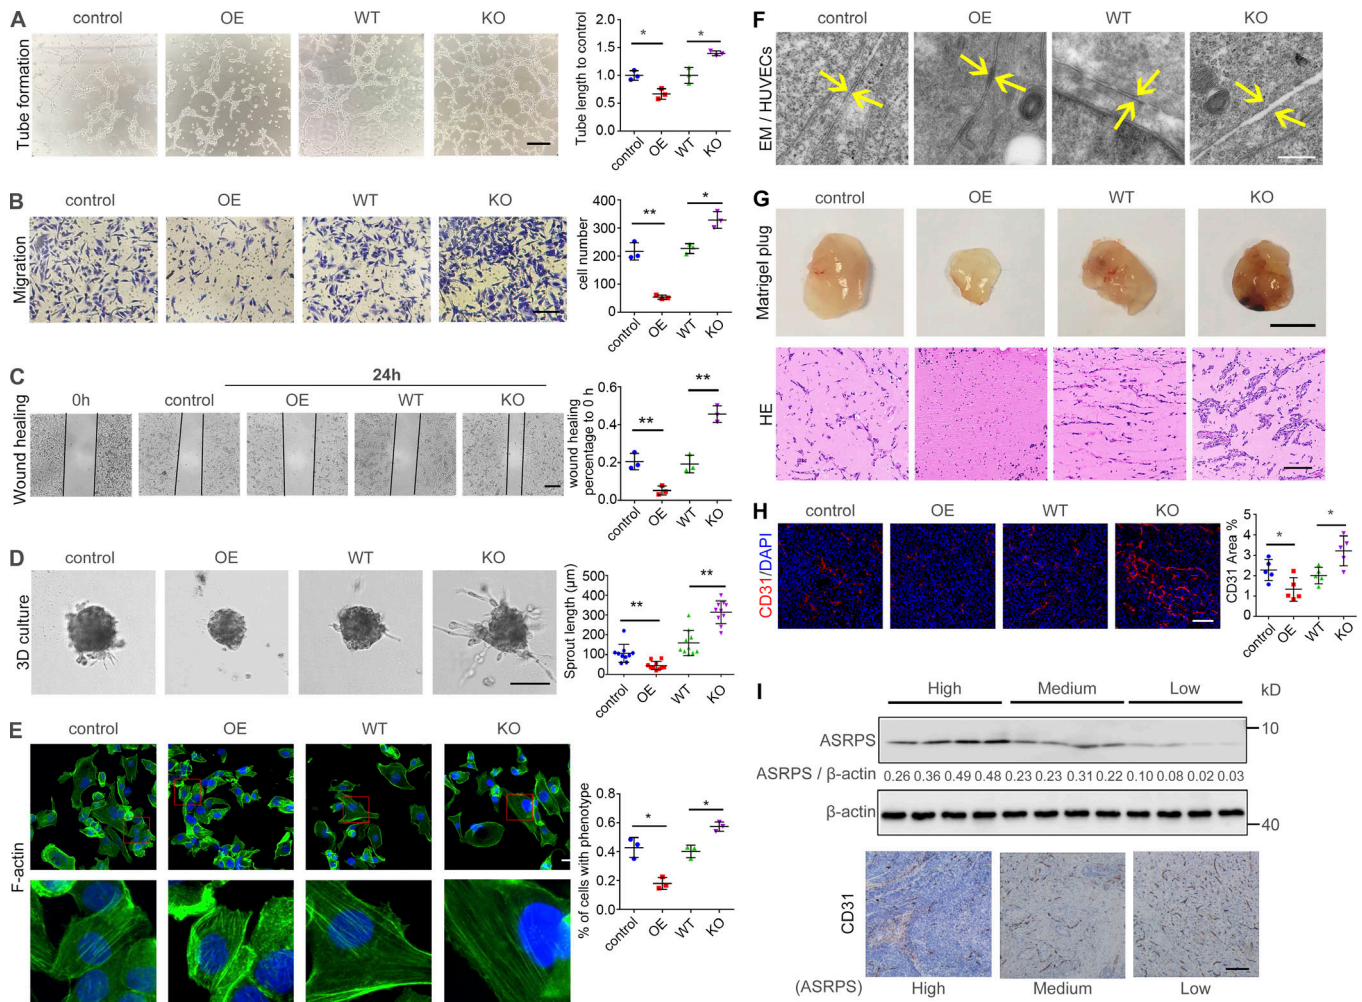 A
control OE WT KO
Tube formation
Tube length to control
2.0
1.5
1.0
0.5
0.0
* *
control OE WT KO
B
control OE WT KO
Migration
cell number
400
300
200
100
0
** *
control OE WT KO
C
24h
0h control OE WT KO
Wound healing
wound healing
percentage to 0 h
0.6
0.4
0.2
0.0
** **
control OE WT KO
D
control OE WT KO
3D culture
Sprout length (μm)
500
400
300
200
100
0
** **
control OE WT KO
E
control OE WT KO
F-actin
% of cells with phenotype
0.8
0.6
0.4
0.2
0.0
* *
control OE WT KO
F
control OE WT KO
EM / HUVECs
G
control OE WT KO
Matrigel plug
HE
H
control OE WT KO
CD31/DAPI
CD31 Area %
5
4
3
2
1
0
* *
control OE WT KO
I
High Medium Low kD
ASRPS 10
ASRPS / β-actin 0.26 0.36 0.49 0.48 0.23 0.23 0.31 0.22 0.10 0.08 0.02 0.03
β-actin
40
CD31
(ASRPS) High Medium Low